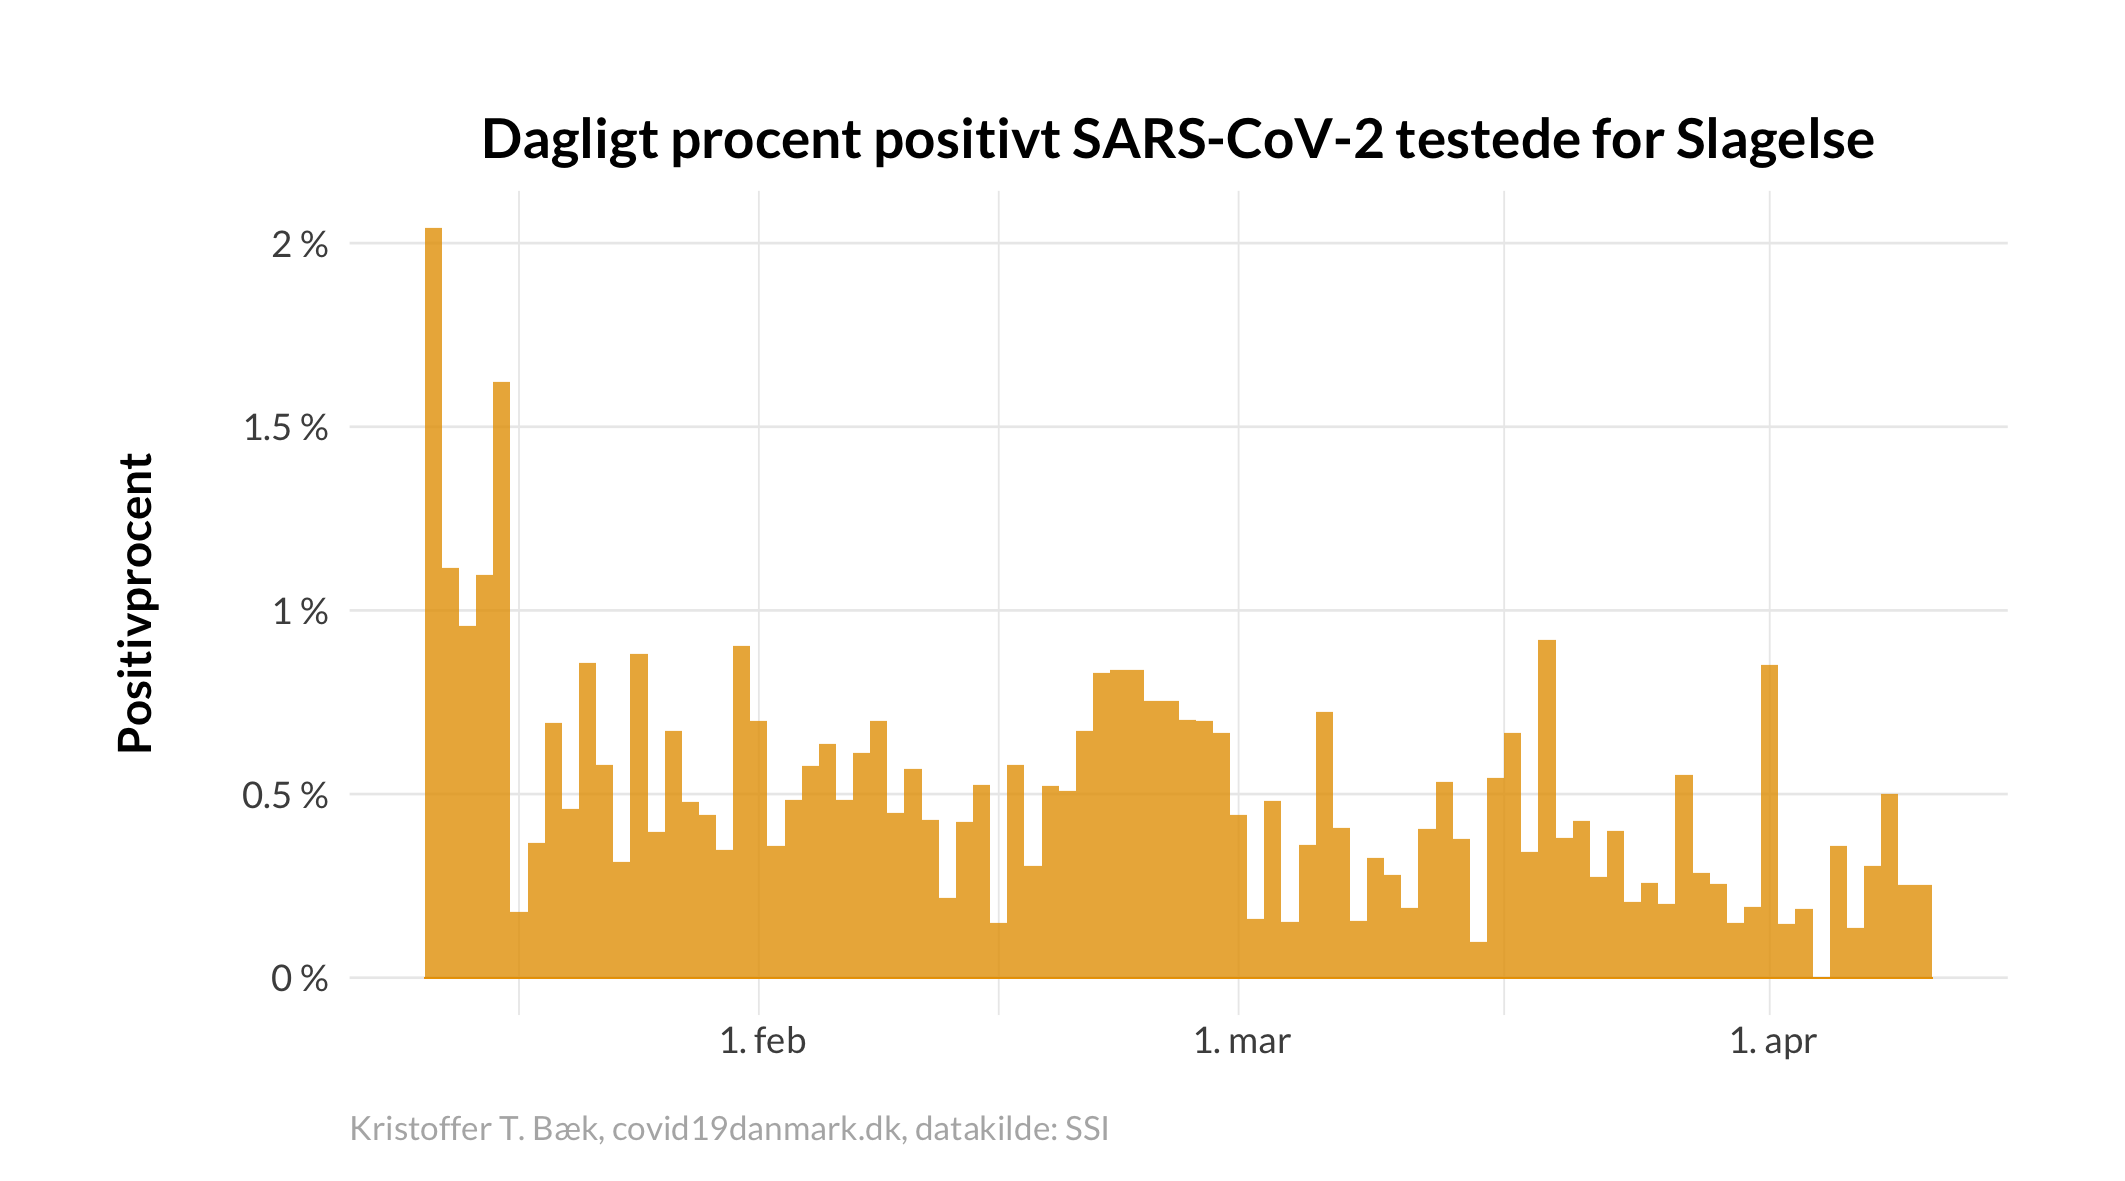 Dagligt procent positivt SARS-CoV-2 testede for Slagelse
Positivprocent
2 %
1.5 %
1 %
0.5 %
0 %
1. feb
1. mar
1. apr
Kristoffer T. Bæk, covid19danmark.dk, datakilde: SSI